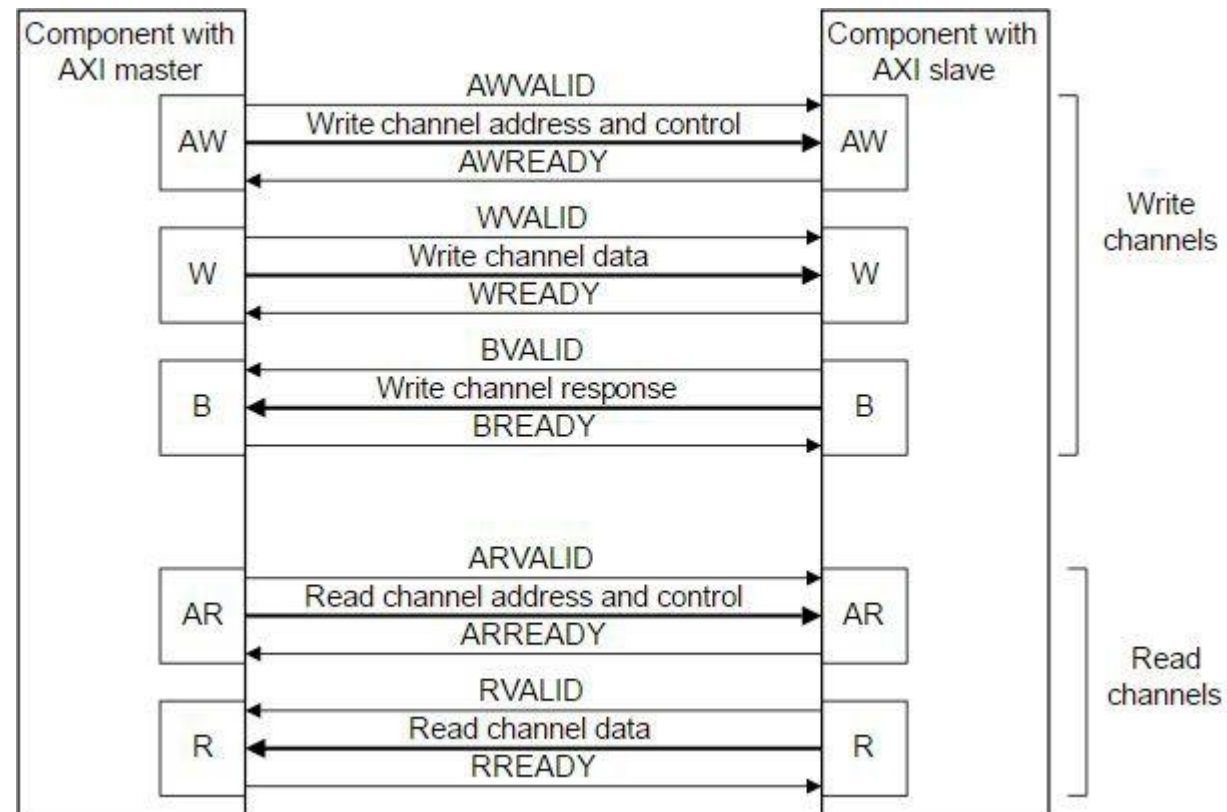 Component with
AXI master
Component with
AXI slave
AWVALID
AW
Write channel address and control
AW
AWREADY
WVALID
W
Write channel data
W
WREADY
BVALID
B
Write channel response
B
BREADY
Write
channels
ARVALID
AR
Read channel address and control
AR
ARREADY
RVALID
R
Read channel data
R
RREADY
Read
channels